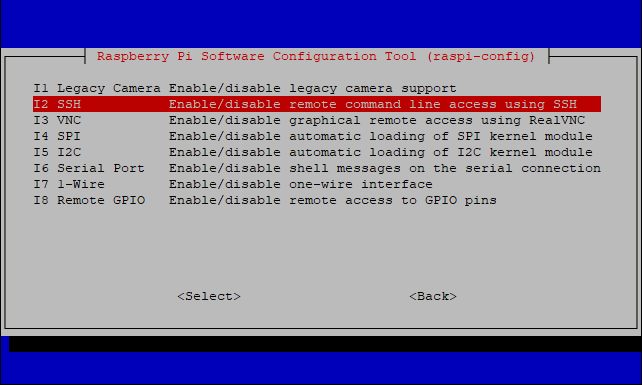 Raspberry Pi Software Configuration Tool (raspi-config)
I1 Legacy Camera Enable/disable legacy camera support
I2 SSH Enable/disable remote command line access using SSH
I3 VNC Enable/disable graphical remote access using RealVNC
I4 SPI Enable/disable automatic loading of SPI kernel module
I5 I2C Enable/disable automatic loading of I2C kernel module
I6 Serial Port Enable/disable shell messages on the serial connection
I7 1-Wire Enable/disable one-wire interface
I8 Remote GPIO Enable/disable remote access to GPIO pins
<Select> <Back>